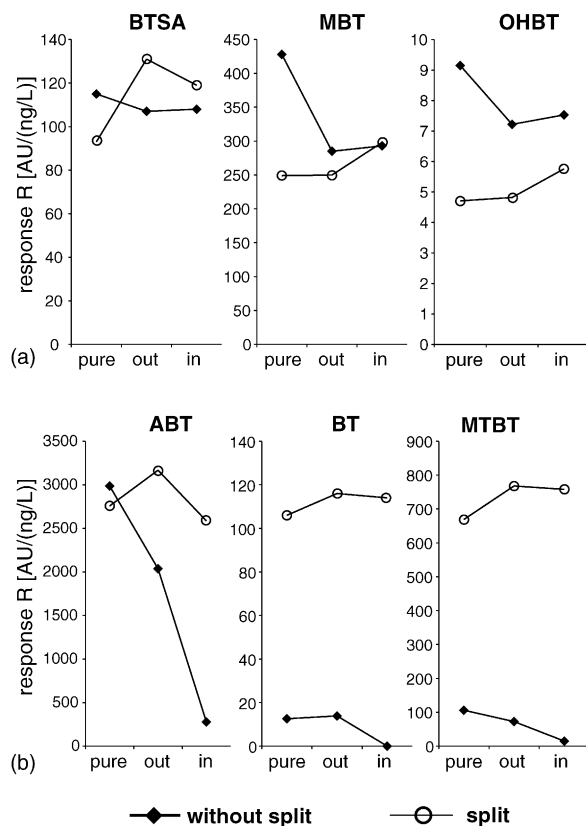 BTSA MBT OHBT
response R [AU/(ng/L)]
140 120 100 80 60 40 20 0
450 400 350 300 250 200 150 100 50 0
10 9 8 7 6 5 4 3 2 1 0
(a)
pure out in pure out in pure out in
ABT BT MTBT
response R [AU/(ng/L)]
3500 3000 2500 2000 1500 1000 500 0
140 120 100 80 60 40 20 0
900 800 700 600 500 400 300 200 100 0
(b)
pure out in pure out in pure out in
without split split